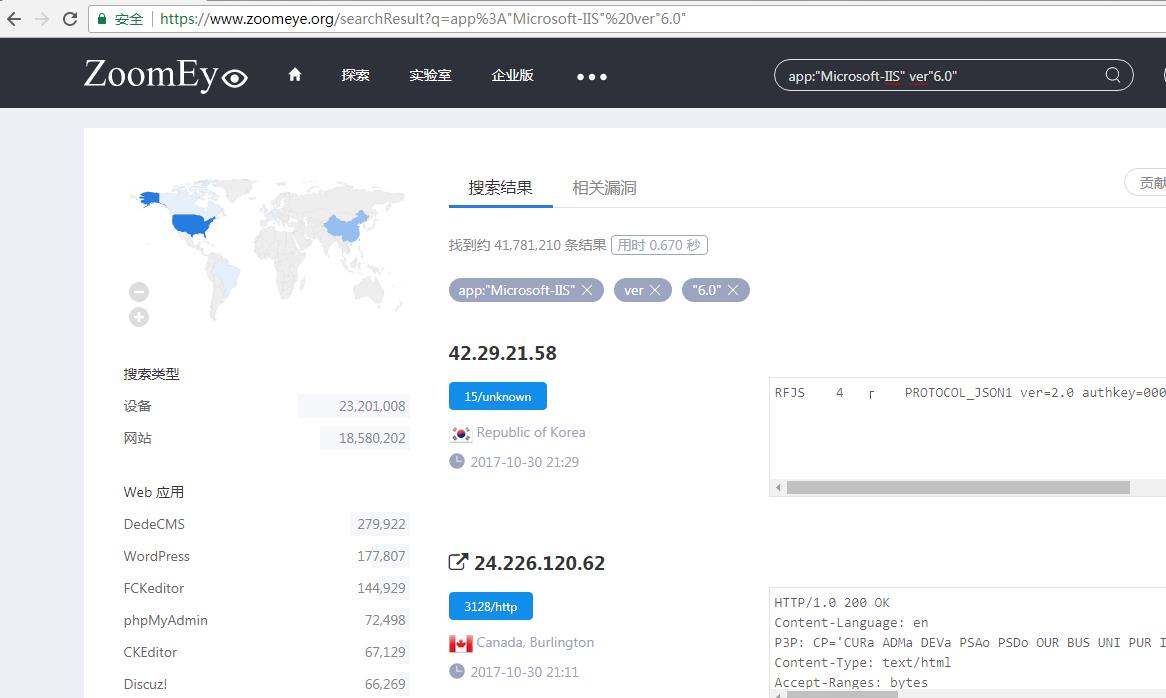 安全 https://www.zoomeye.org/searchResult?q=app%3A"Microsoft-IIS"%20ver"6.0"
ZoomEye 探索 实验室 企业版 ••• app:"Microsoft-IIS" ver"6.0"
搜索结果 相关漏洞 贡献
找到约 41,781,210 条结果 用时 0.670 秒
app:"Microsoft-IIS" ver "6.0"
搜索类型
设备 23,201,008
网站 18,580,202
Web 应用
DedeCMS 279,922
WordPress 177,807
FCKeditor 144,929
phpMyAdmin 72,498
CKEditor 67,129
Discuz! 66,269
42.29.21.58
15/unknown
Republic of Korea
2017-10-30 21:29
RFJS 4 ┌ PROTOCOL_JSON1 ver=2.0 authkey=000
24.226.120.62
3128/http
Canada, Burlington
2017-10-30 21:11
HTTP/1.0 200 OK
Content-Language: en
P3P: CP='CURa ADMa DEVa PSAo PSDo OUR BUS UNI PUR I
Content-Type: text/html
Accept-Ranges: bytes